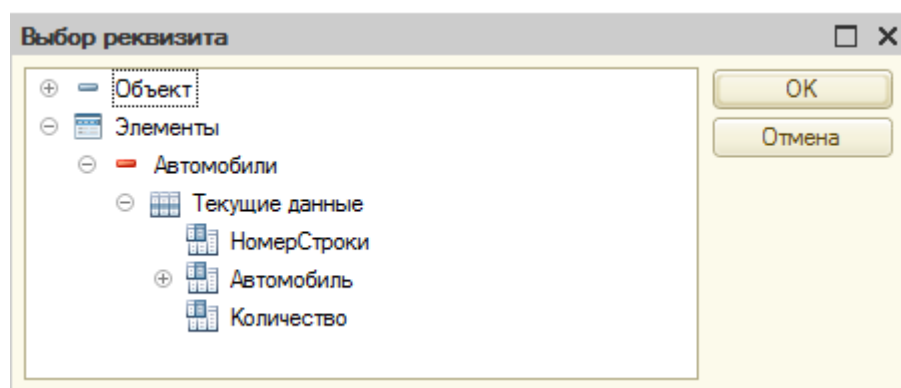 Выбор реквизита
Объект
OK
Элементы
Отмена
Автомобили
Текущие данные
НомерСтроки
Автомобиль
Количество